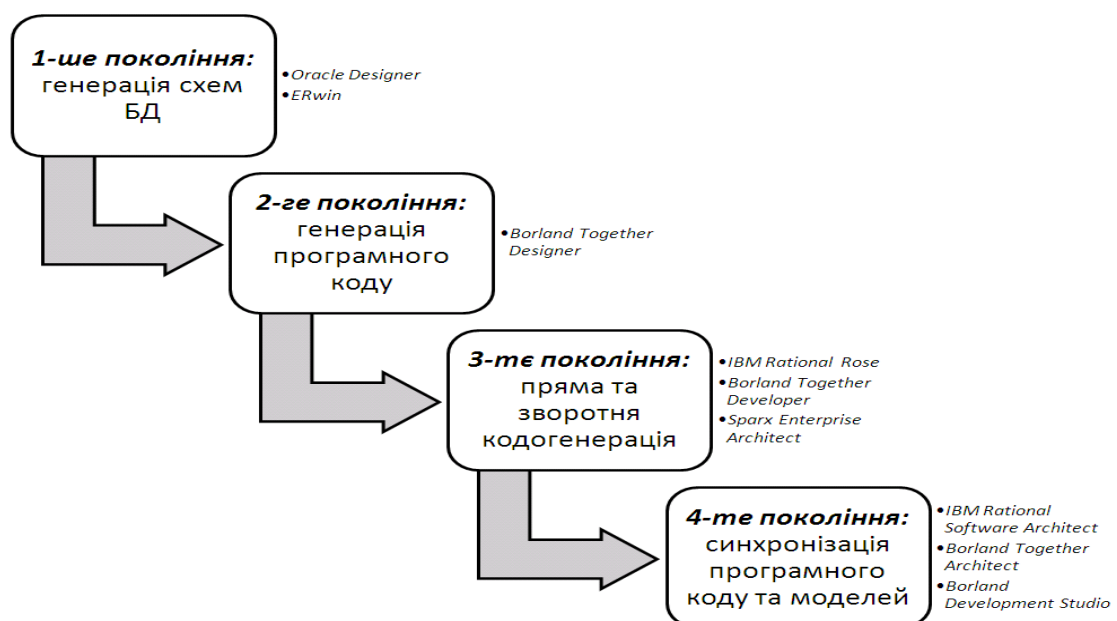 1-ше покоління:
генерація схем
БД
•Oracle Designer
•ERwin
2-ге покоління:
генерація
програмного
коду
•Borland Together
Designer
3-тє покоління:
пряма та
зворотня
кодогенерація
•IBM Rational Rose
•Borland Together
Developer
•Sparx Enterprise
Architect
4-те покоління:
синхронізація
програмного
коду та моделей
•IBM Rational
Software Architect
•Borland Together
Architect
•Borland
Development Studio